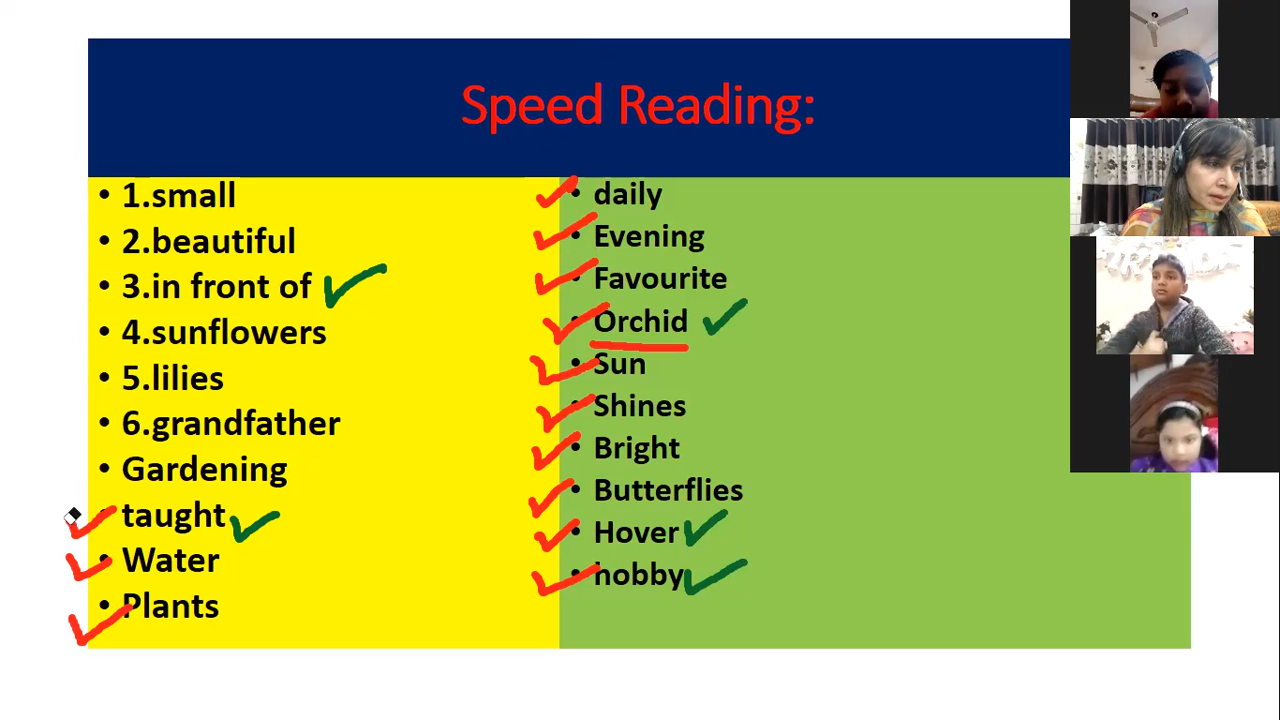 Speed Reading:
• 1.small
• 2.beautiful
• 3.in front of
• 4.sunflowers
• 5.lilies
• 6.grandfather
• Gardening
• taught
• Water
• Plants
• daily
• Evening
• Favourite
• Orchid
• Sun
• Shines
• Bright
• Butterflies
• Hover
• hobby